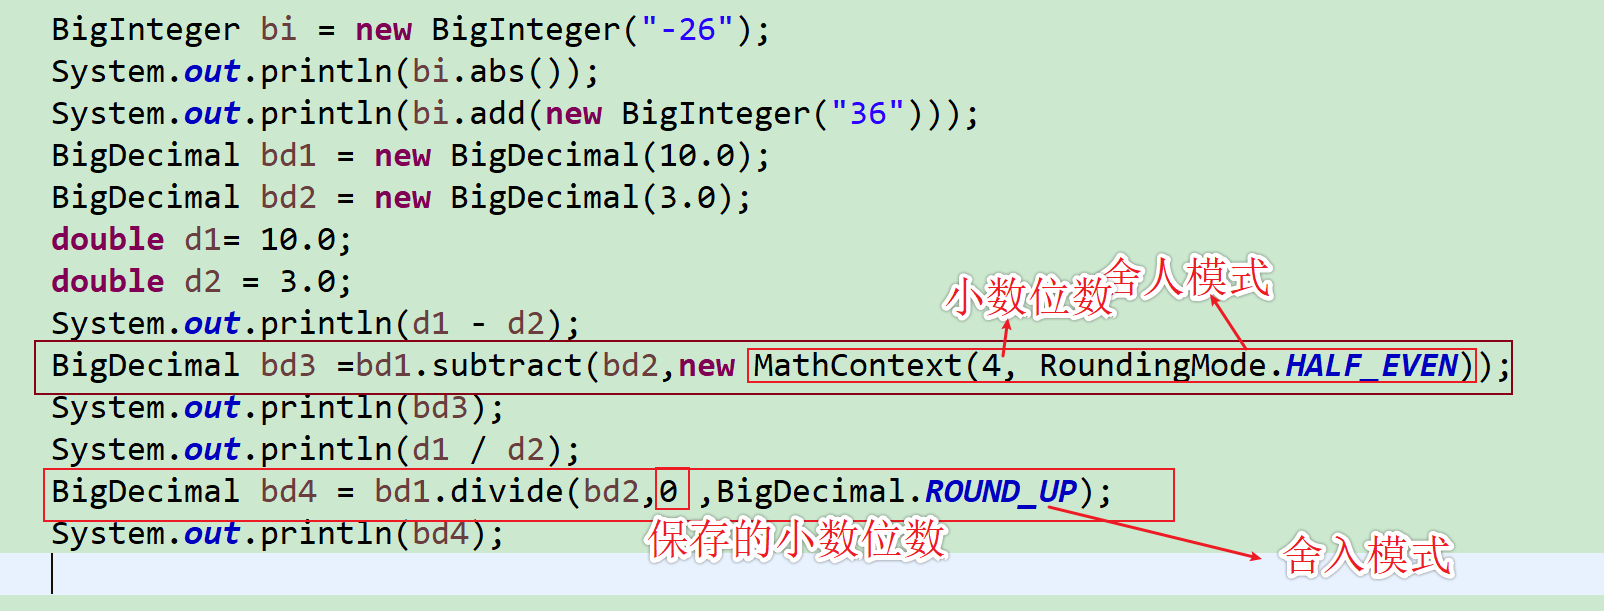 BigInteger bi = new BigInteger("-26");
System.out.println(bi.abs());
System.out.println(bi.add(new BigInteger("36")));
BigDecimal bd1 = new BigDecimal(10.0);
BigDecimal bd2 = new BigDecimal(3.0);
double d1= 10.0;
double d2 = 3.0;
小数位数
舍人模式
System.out.println(d1 - d2);
BigDecimal bd3 =bd1.subtract(bd2,new MathContext(4, RoundingMode.HALF_EVEN));
System.out.println(bd3);
System.out.println(d1 / d2);
BigDecimal bd4 = bd1.divide(bd2,0 ,BigDecimal.ROUND_UP);
System.out.println(bd4);
保存的小数位数
舍入模式